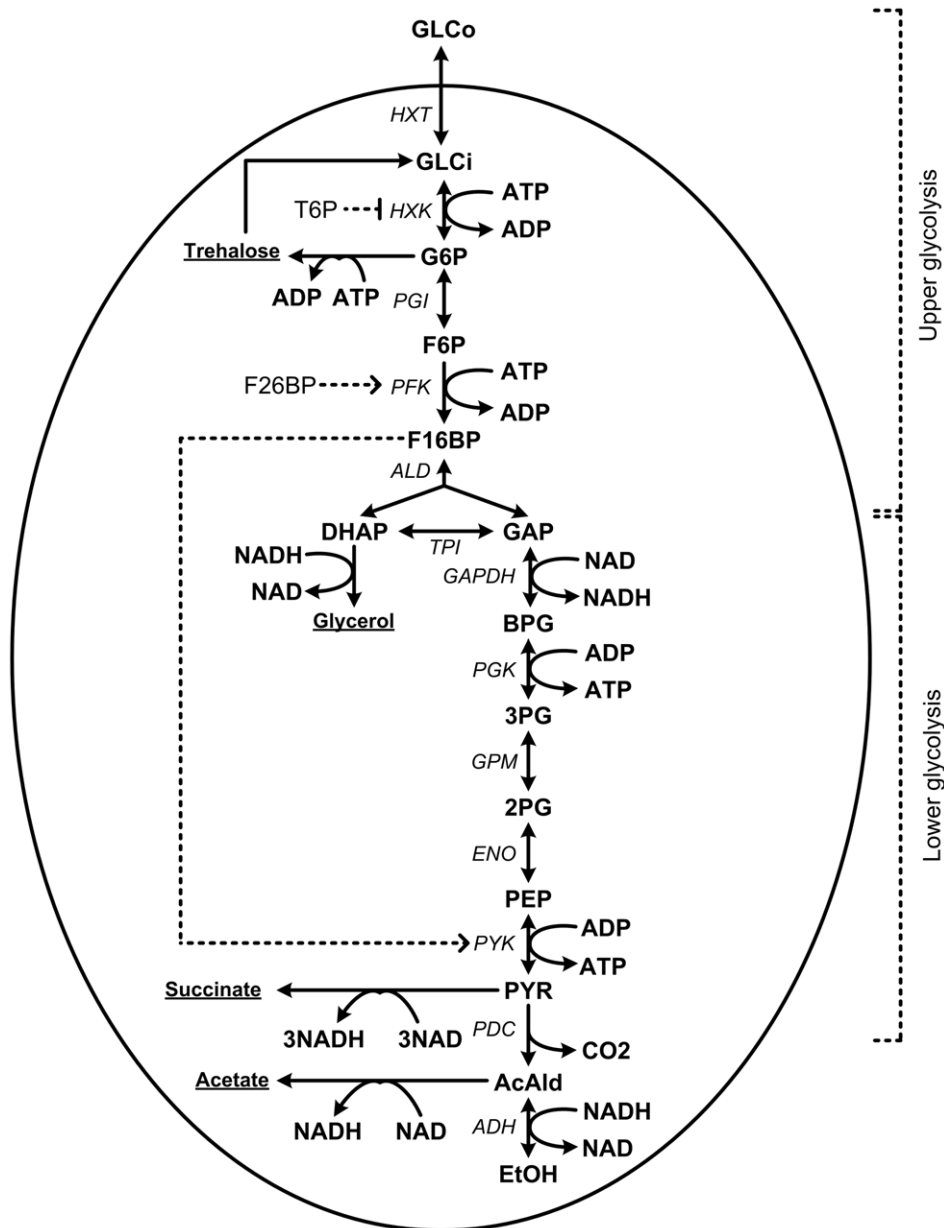 GLCo
HXT
GLCi
ATP
T6P
HXK
ADP
Trehalose
G6P
ADP ATP
PGI
F6P
ATP
F26BP
PFK
ADP
F16BP
ALD
DHAP
GAP
TPI
NADH
NAD
GAPDH
NAD
NADH
Glycerol
BPG
ADP
PGK
ATP
3PG
GPM
2PG
ENO
PEP
ADP
PYK
ATP
Succinate
PYR
3NADH 3NAD
PDC
CO2
Acetate
AcAld
NADH
NADH NAD
ADH
NAD
EtOH
Upper glycolysis
Lower glycolysis